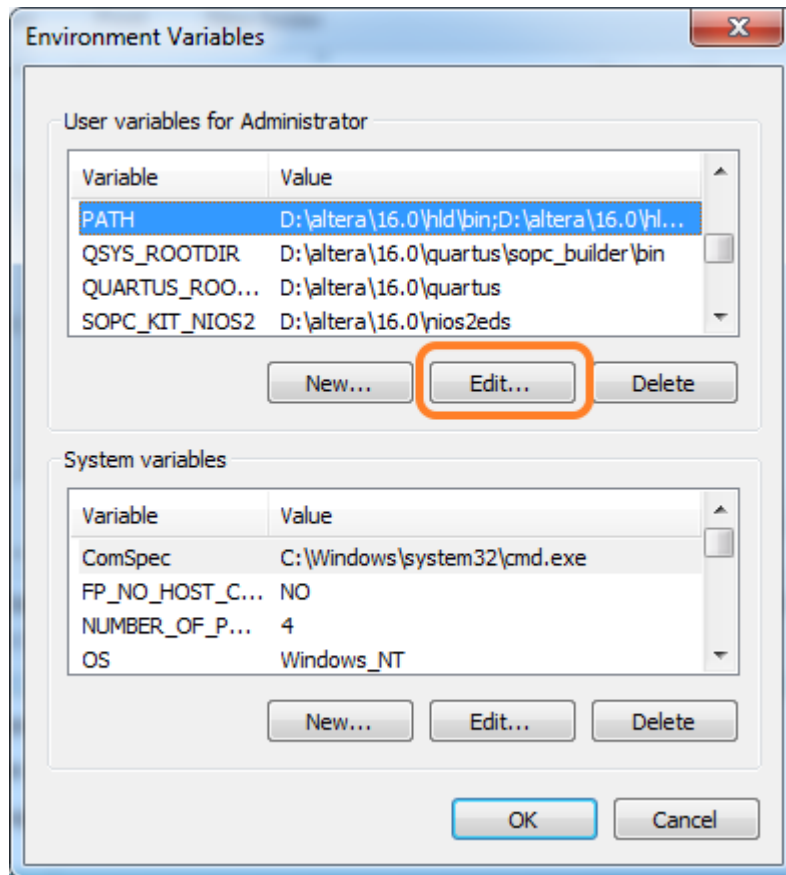 Environment Variables
User variables for Administrator
Variable Value
PATH D:\altera\16.0\hld\bin;D:\altera\16.0\hl...
QSYS_ROOTDIR D:\altera\16.0\quartus\sopc_builder\bin
QUARTUS_ROO... D:\altera\16.0\quartus
SOPC_KIT_NIOS2 D:\altera\16.0\nios2eds
New... Edit... Delete
System variables
Variable Value
ComSpec C:\Windows\system32\cmd.exe
FP_NO_HOST_C... NO
NUMBER_OF_P... 4
OS Windows_NT
New... Edit... Delete
OK Cancel